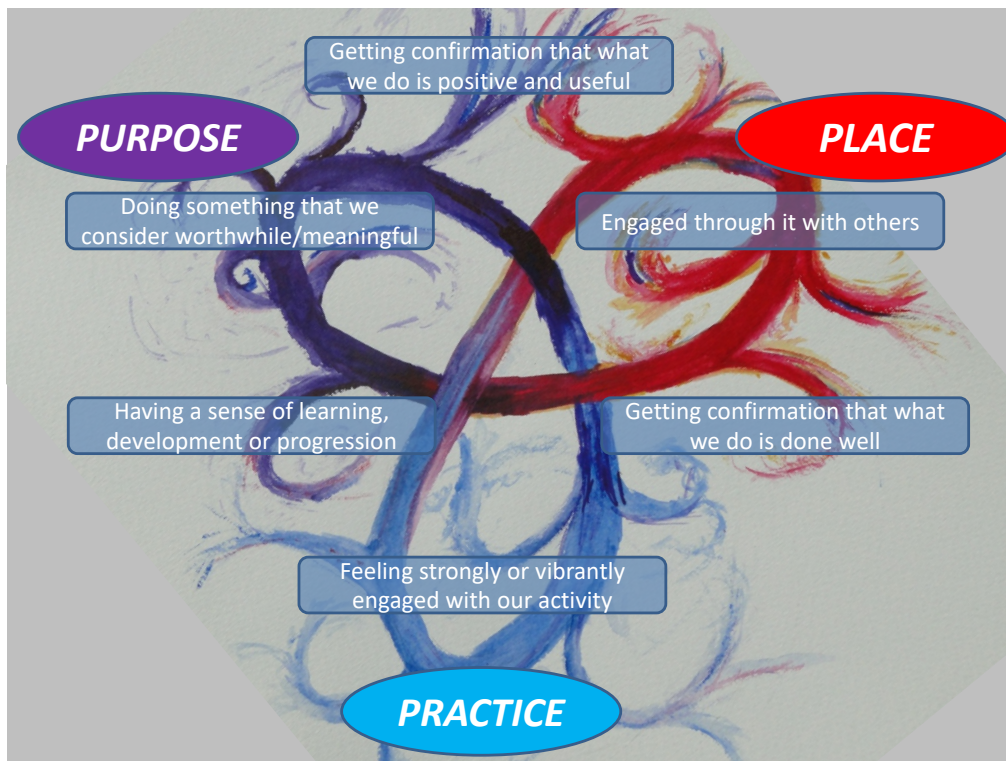 Getting confirmation that what
we do is positive and useful
PURPOSE
PLACE
Doing something that we
consider worthwhile/meaningful
Engaged through it with others
Having a sense of learning,
development or progression
Getting confirmation that what
we do is done well
Feeling strongly or vibrantly
engaged with our activity
PRACTICE